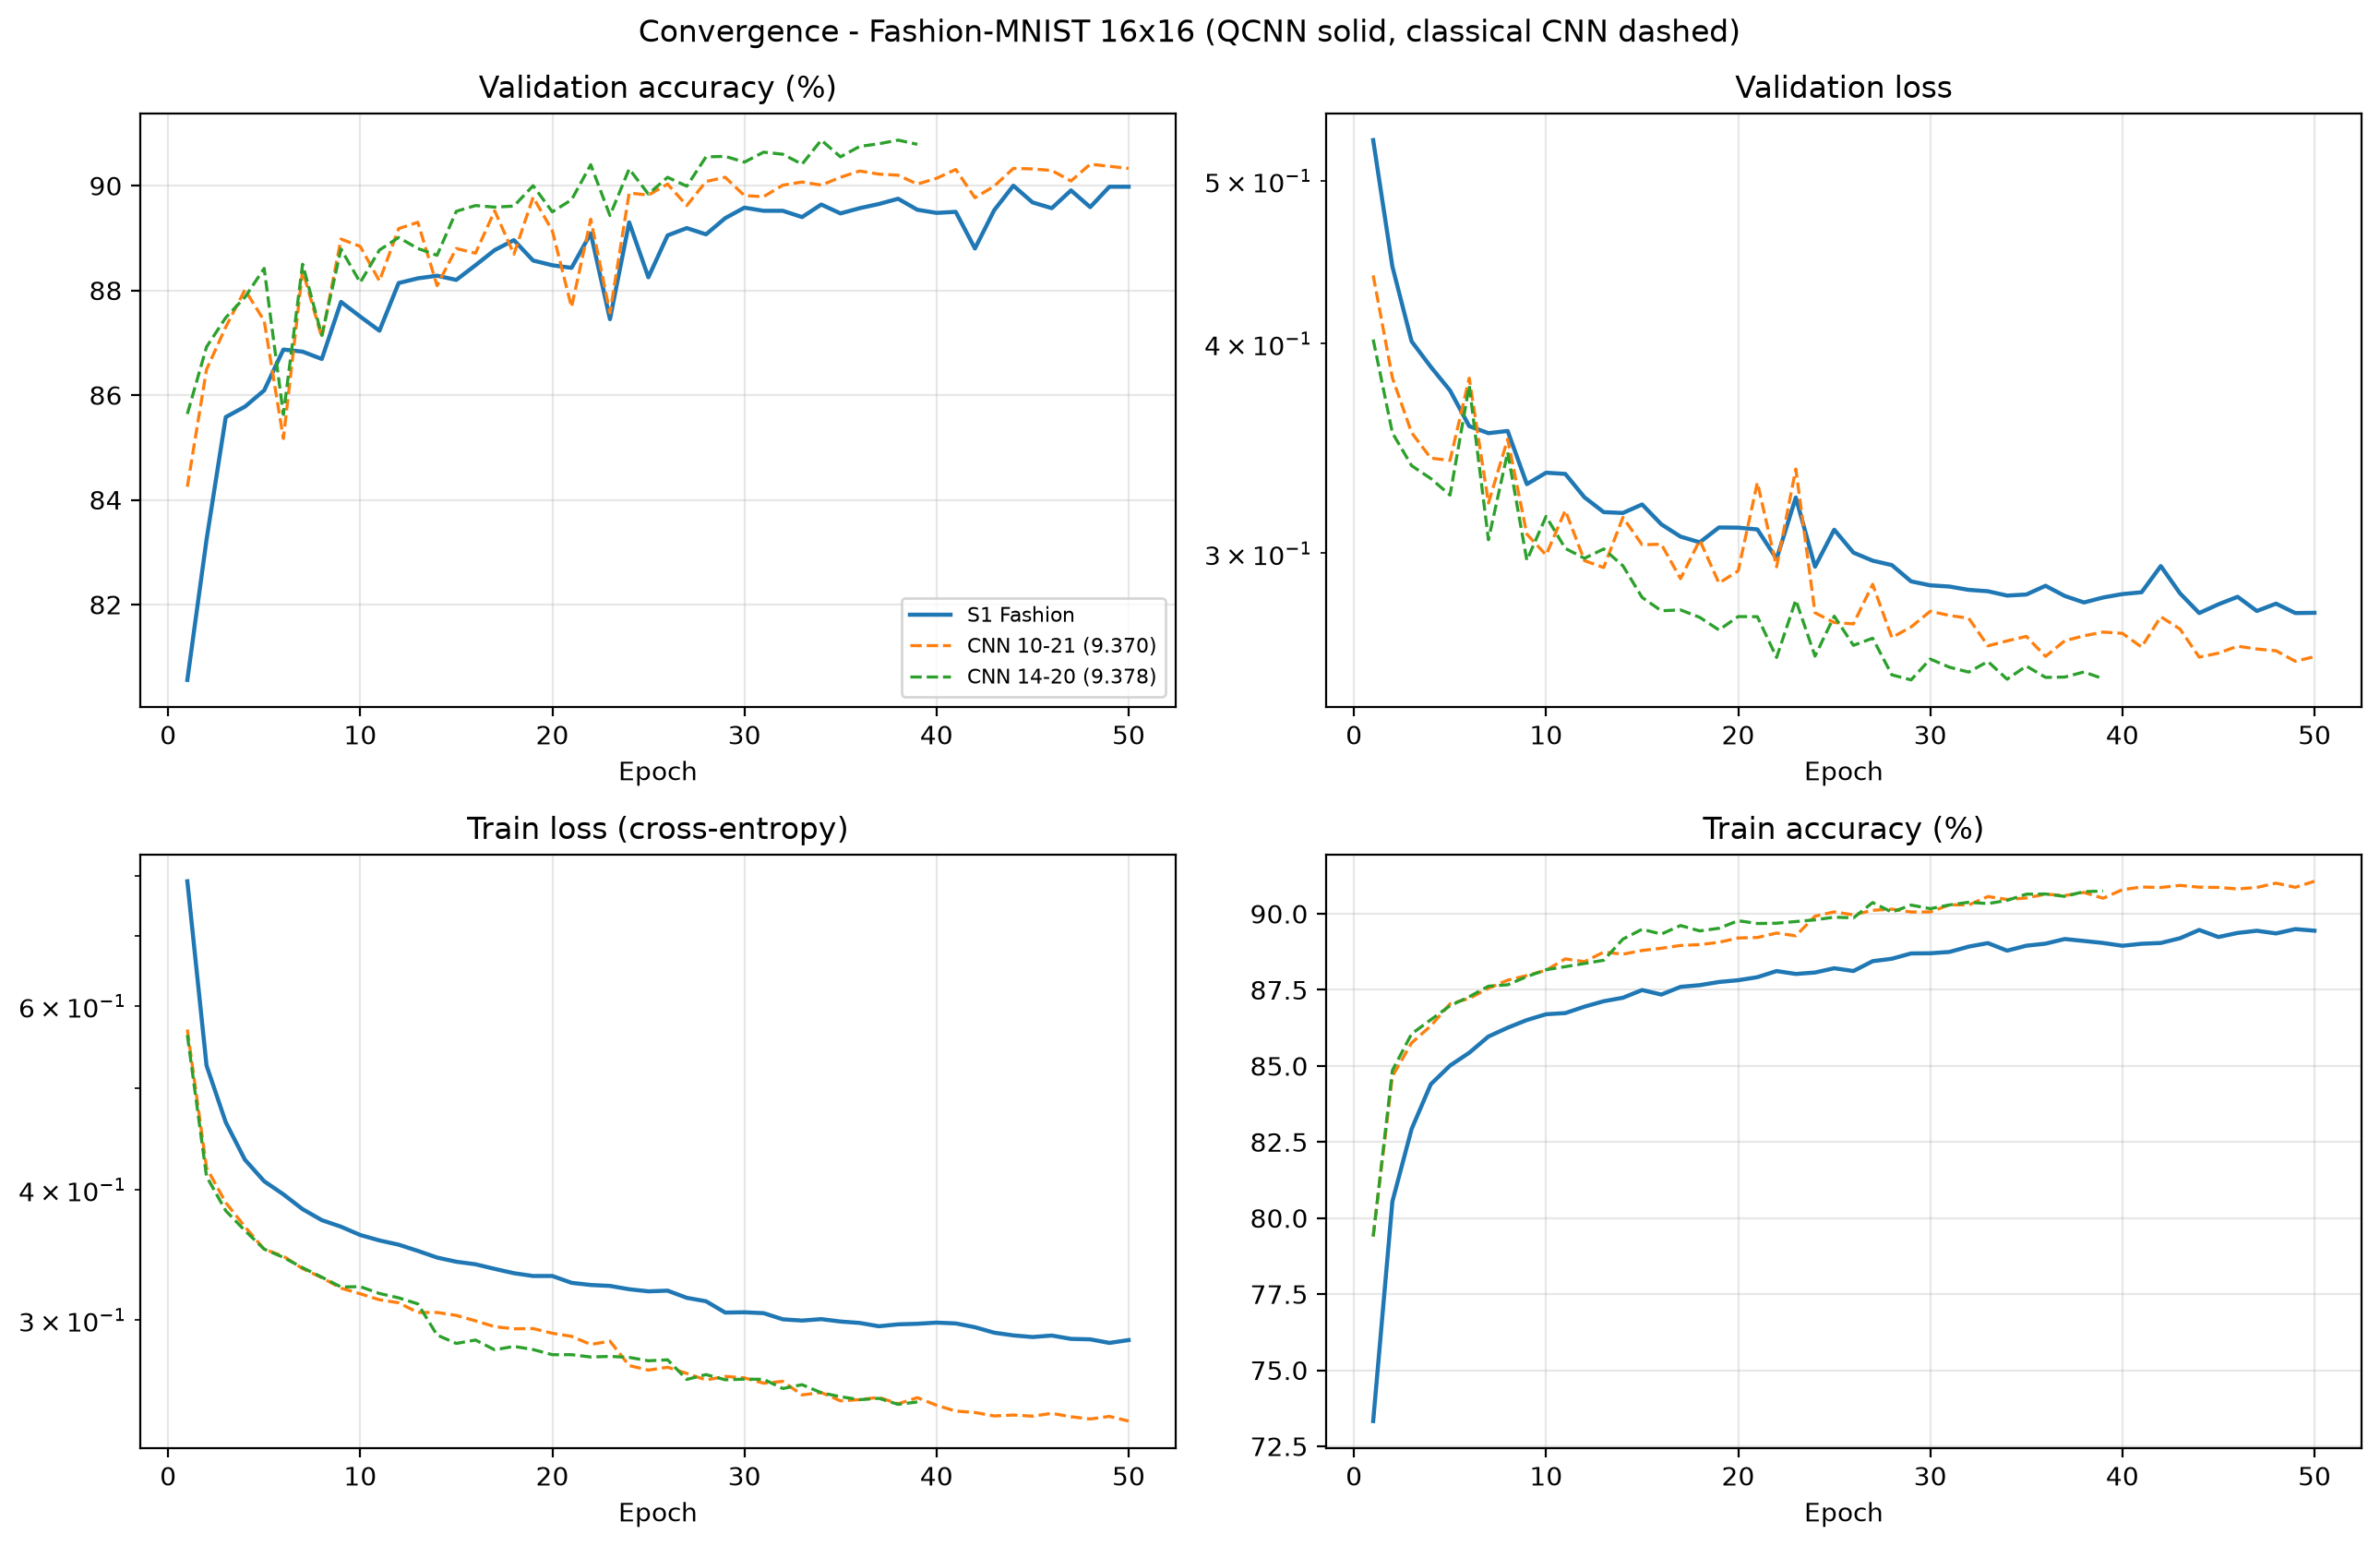 Convergence - Fashion-MNIST 16x16 (QCNN solid, classical CNN dashed)
Validation accuracy (%)
90
88
86
84
82
0 10 20 30 40 50
Epoch
S1 Fashion
CNN 10-21 (9.370)
CNN 14-20 (9.378)
Validation loss
5 × 10⁻¹
4 × 10⁻¹
3 × 10⁻¹
0 10 20 30 40 50
Epoch
Train loss (cross-entropy)
6 × 10⁻¹
4 × 10⁻¹
3 × 10⁻¹
0 10 20 30 40 50
Epoch
Train accuracy (%)
90.0
87.5
85.0
82.5
80.0
77.5
75.0
72.5
0 10 20 30 40 50
Epoch